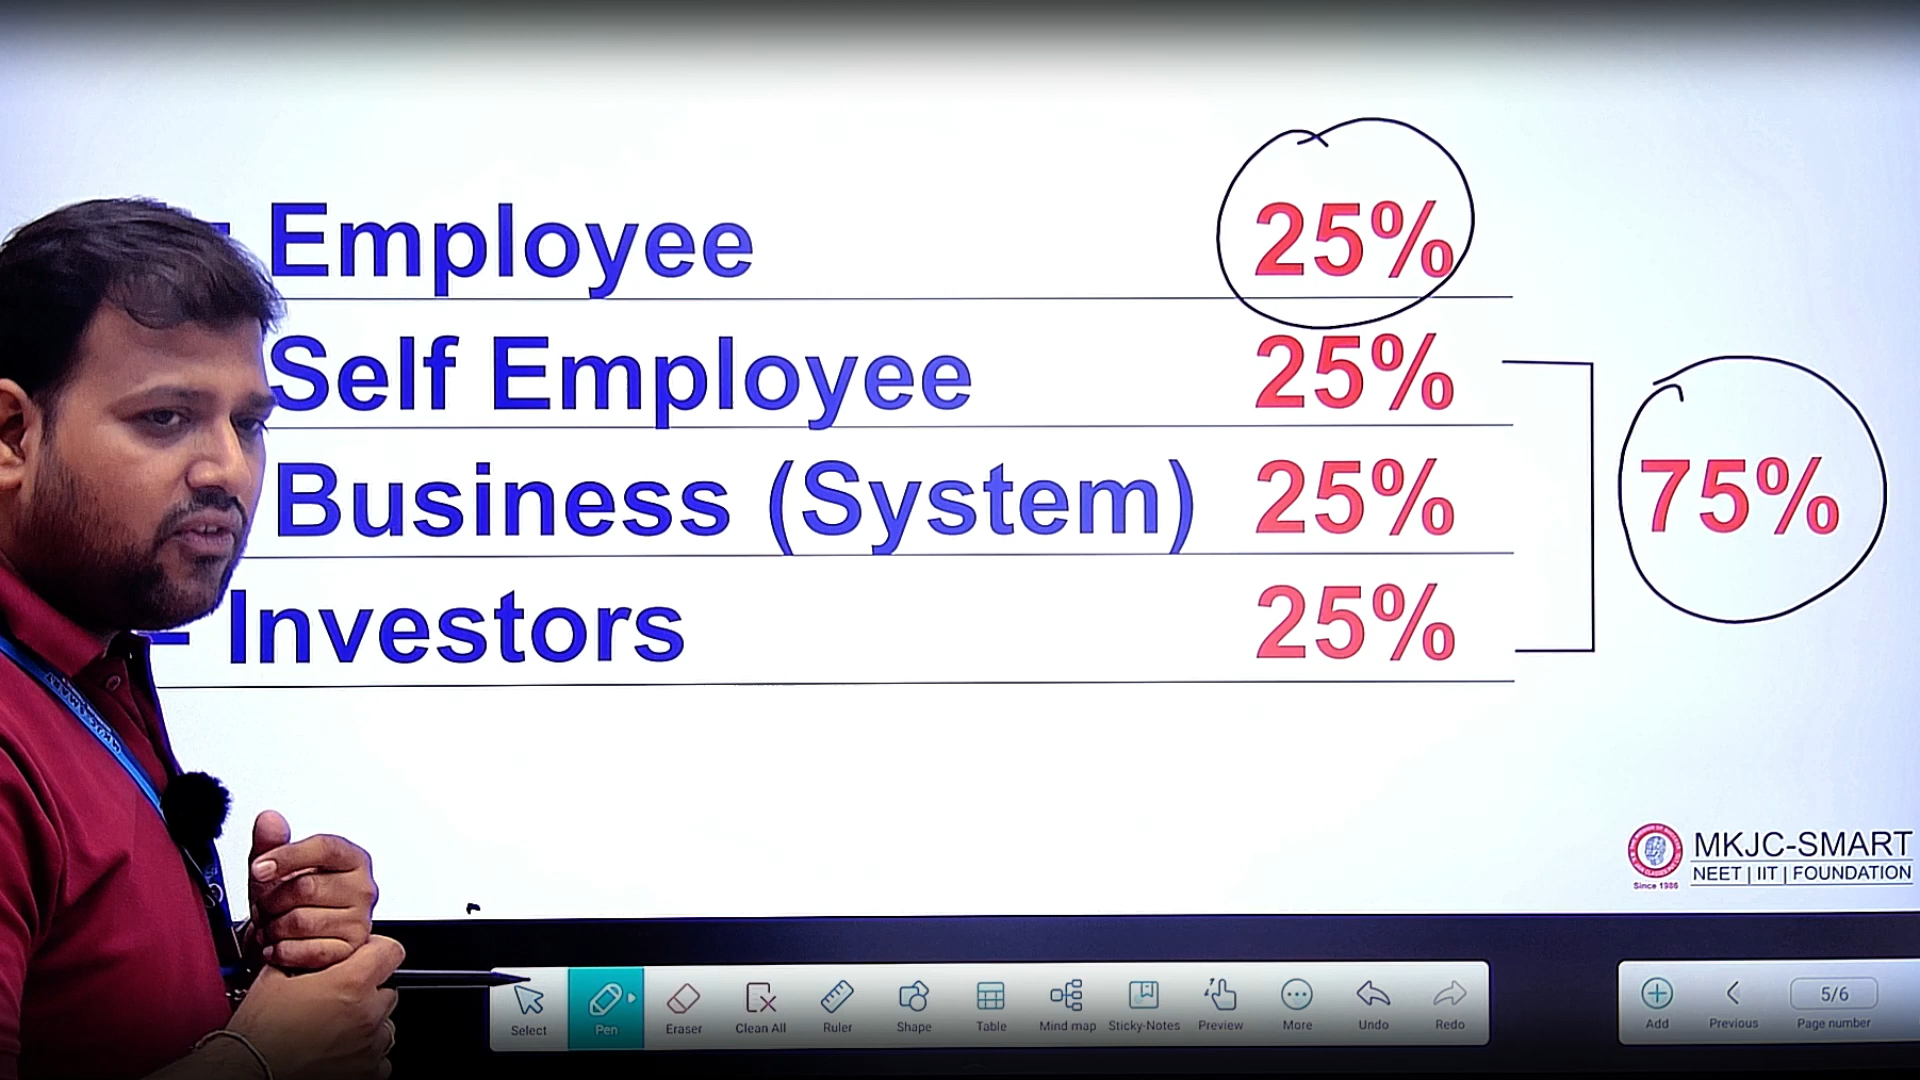 - Employee 25%
Self Employee 25%
Business (System) 25%
75%
– Investors 25%
MKJC-SMART
NEET | IIT | FOUNDATION
Since 1986
Select Pen Eraser Clean All Ruler Shape Table Mind map Sticky-Notes Preview More Undo Redo
Add Previous 5/6 Page number